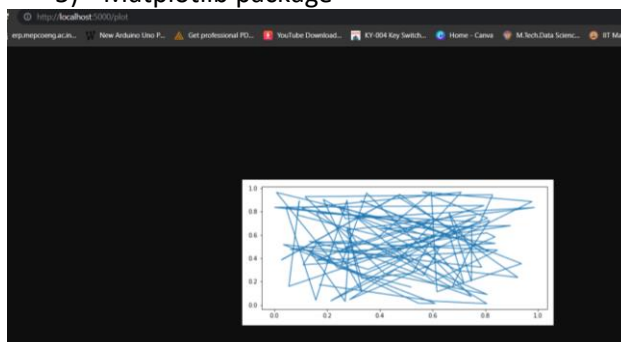 Matplotlib package
http://localhost:5000/plot
erp.mepcoeng.ac.in... New Arduino Uno P... Get professional PD... YouTube Download... KY-004 Key Switch... Home - Canva M.Tech.Data Scienc... IIT Ma
1.0
0.8
0.6
0.4
0.2
0.0
0.0 0.2 0.4 0.6 0.8 1.0